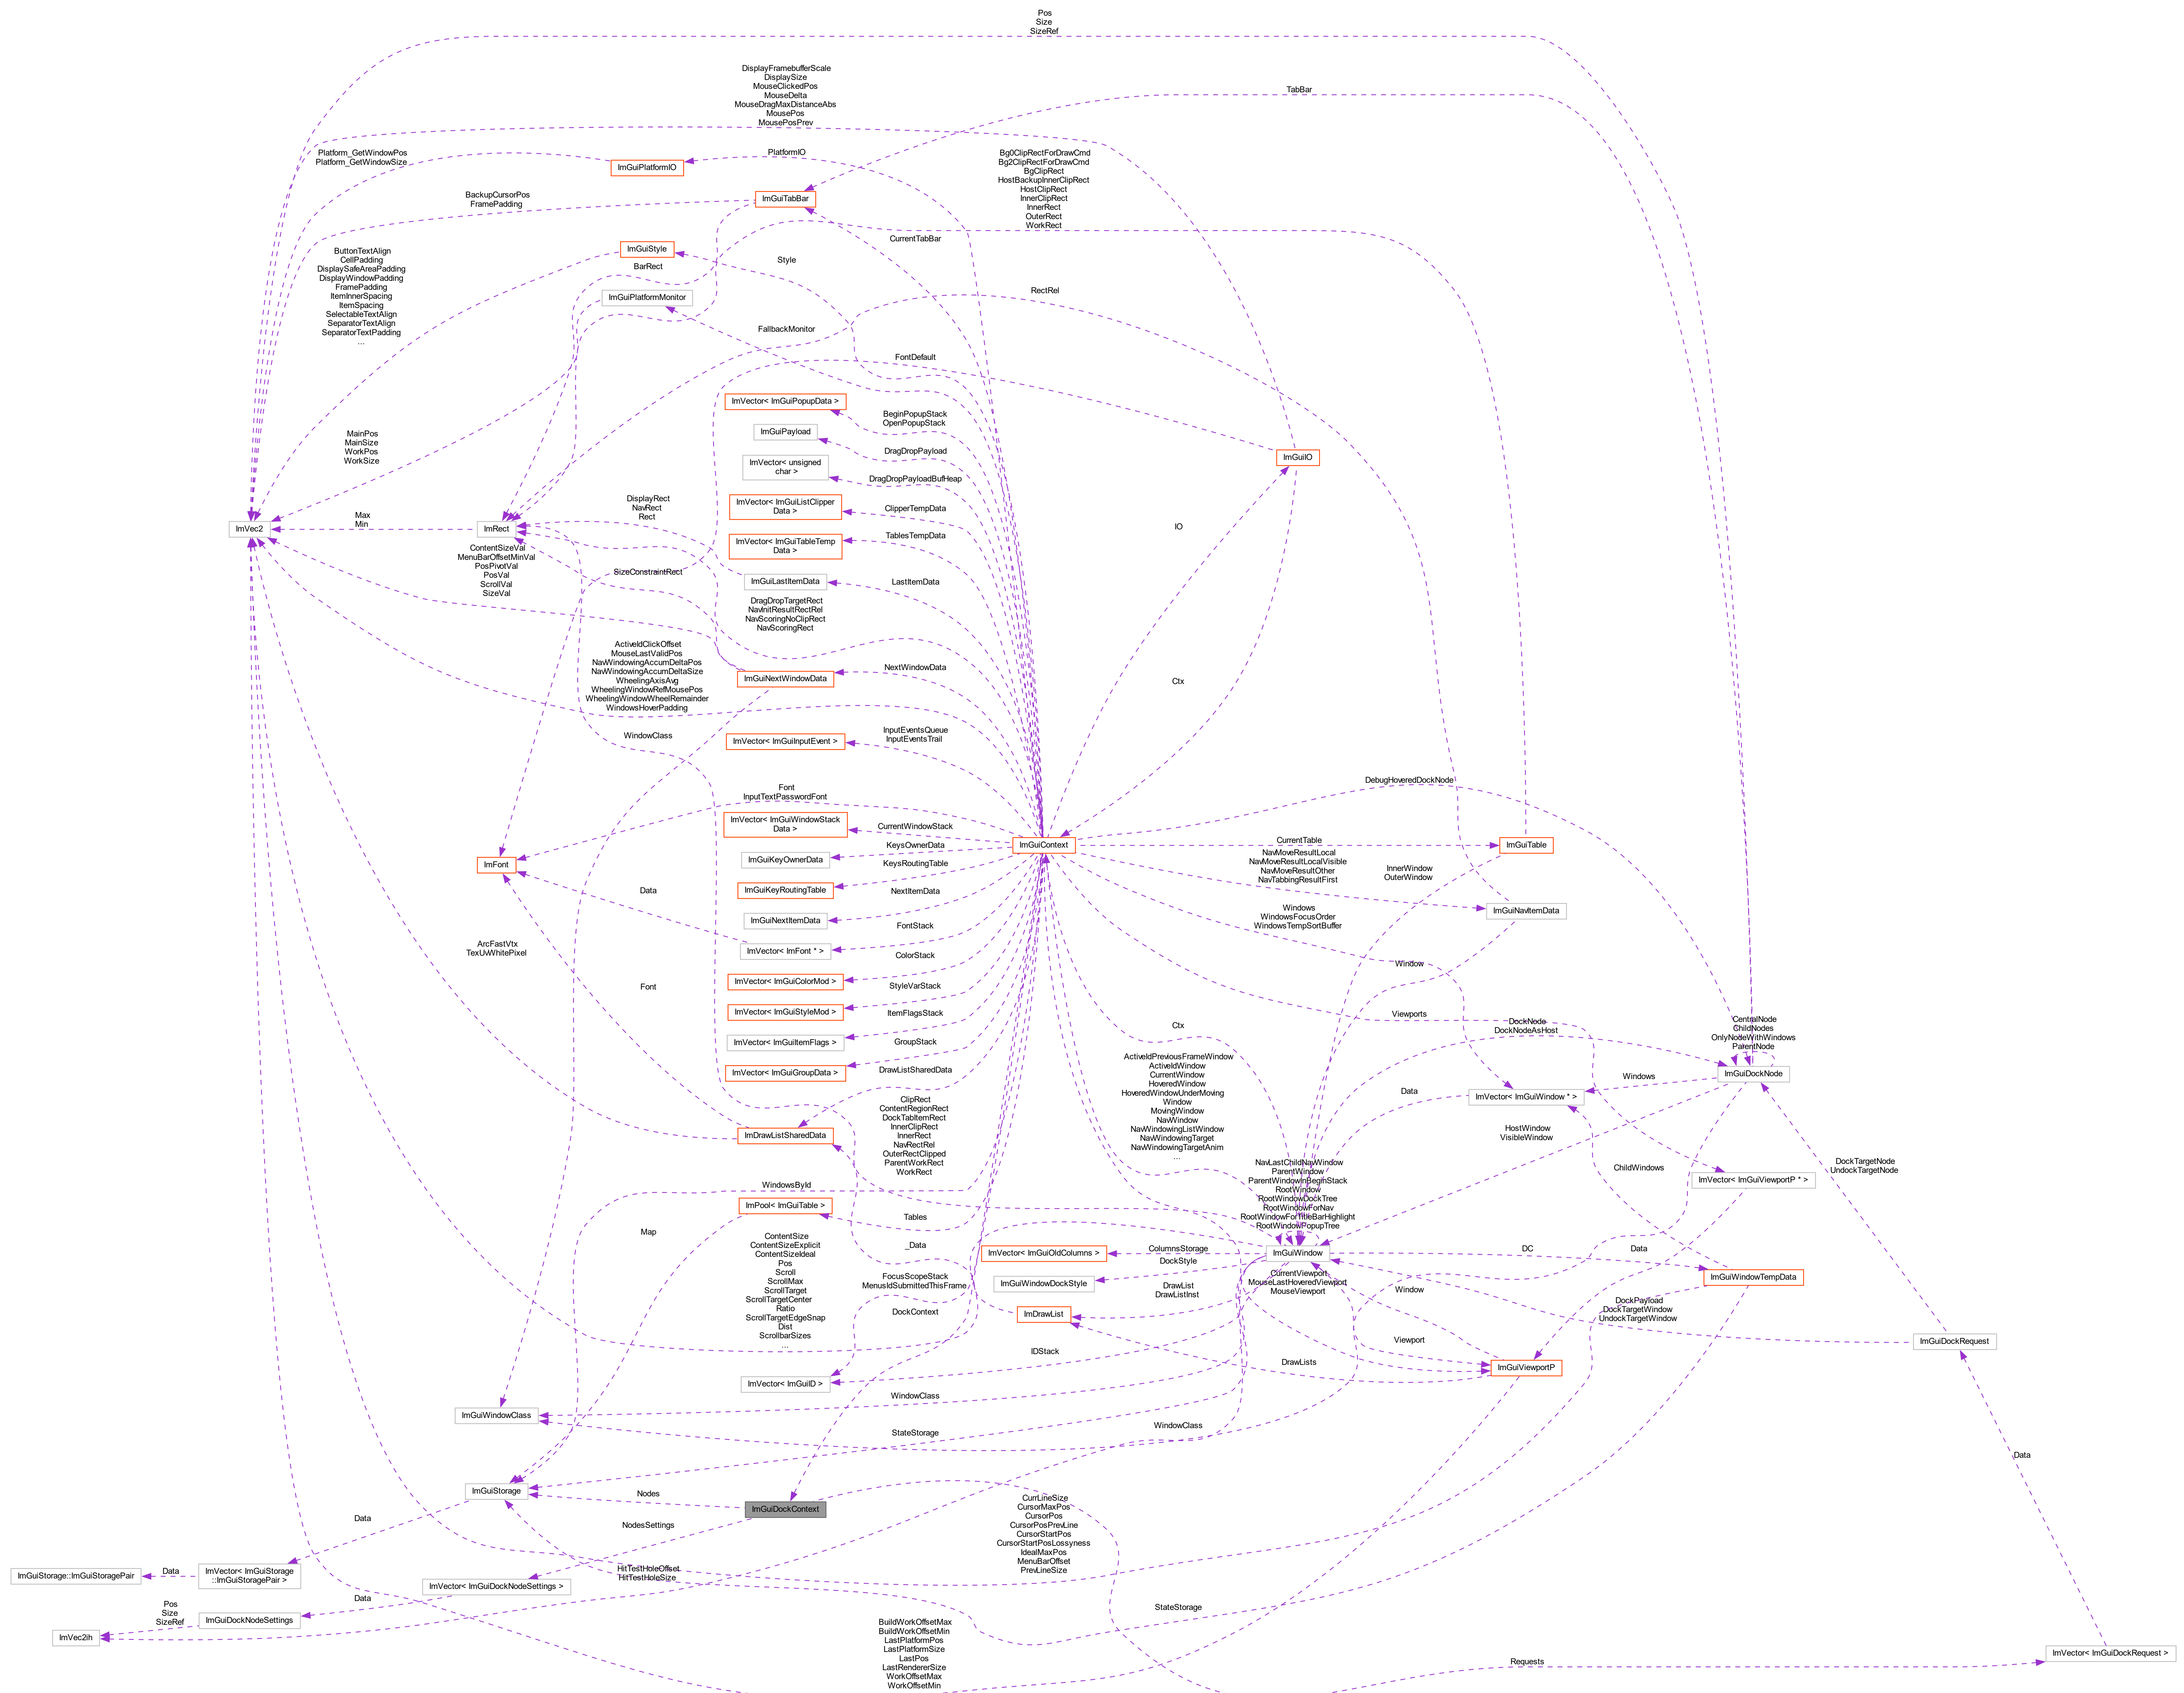 Pos
Size
SizeRef
DisplayFramebufferScale
DisplaySize
MouseClickedPos
MouseDelta
MouseDragMaxDistanceAbs
MousePos
MousePosPrev
TabBar
Platform_GetWindowPos
Platform_GetWindowSize
ImGuiPlatformIO
PlatformIO
Bg0ClipRectForDrawCmd
Bg2ClipRectForDrawCmd
BgClipRect
HostBackupInnerClipRect
HostClipRect
InnerClipRect
InnerRect
OuterRect
WorkRect
BackupCursorPos
FramePadding
ImGuiTabBar
CurrentTabBar
ButtonTextAlign
CellPadding
DisplaySafeAreaPadding
DisplayWindowPadding
FramePadding
ItemInnerSpacing
ItemSpacing
SelectableTextAlign
SeparatorTextAlign
SeparatorTextPadding
...
ImGuiStyle
Style
BarRect
ImGuiPlatformMonitor
RectRel
FallbackMonitor
FontDefault
ImVector< ImGuiPopupData >
BeginPopupStack
OpenPopupStack
ImGuiPayload
DragDropPayload
ImVector< unsigned
char >
DragDropPayloadBufHeap
ImGuiIO
MainPos
MainSize
WorkPos
WorkSize
DisplayRect
NavRect
Rect
ImVector< ImGuiListClipper
Data >
ClipperTempData
ImVec2
Max
Min
ImRect
IO
ImVector< ImGuiTableTemp
Data >
TablesTempData
ContentSizeVal
MenuBarOffsetMinVal
PosPivotVal
PosVal
ScrollVal
SizeVal
SizeConstraintRect
ImGuiLastItemData
LastItemData
DragDropTargetRect
NavInitResultRectRel
NavScoringNoClipRect
NavScoringRect
ActiveIdClickOffset
MouseLastValidPos
NavWindowingAccumDeltaPos
NavWindowingAccumDeltaSize
WheelingAxisAvg
WheelingWindowRefMousePos
WheelingWindowWheelRemainder
WindowsHoverPadding
ImGuiNextWindowData
NextWindowData
Ctx
WindowClass
ImVector< ImGuiInputEvent >
InputEventsQueue
InputEventsTrail
DebugHoveredDockNode
Font
InputTextPasswordFont
ImVector< ImGuiWindowStack
Data >
CurrentWindowStack
ImGuiContext
CurrentTable
ImGuiTable
ImFont
ImGuiKeyOwnerData
KeysOwnerData
NavMoveResultLocal
NavMoveResultLocalVisible
NavMoveResultOther
NavTabbingResultFirst
InnerWindow
OuterWindow
Data
ImGuiKeyRoutingTable
KeysRoutingTable
ImGuiNextItemData
NextItemData
Windows
WindowsFocusOrder
WindowsTempSortBuffer
ImGuiNavItemData
ArcFastVtx
TexUvWhitePixel
ImVector< ImFont * >
FontStack
ImVector< ImGuiColorMod >
ColorStack
Window
Font
ImVector< ImGuiStyleMod >
StyleVarStack
ImVector< ImGuiItemFlags >
ItemFlagsStack
Ctx
Viewports
DockNode
DockNodeAsHost
CentralNode
ChildNodes
OnlyNodeWithWindows
ParentNode
ImVector< ImGuiGroupData >
GroupStack
DrawListSharedData
ActiveIdPreviousFrameWindow
ActiveIdWindow
CurrentWindow
HoveredWindow
HoveredWindowUnderMoving
Window
MovingWindow
NavWindow
NavWindowingListWindow
NavWindowingTarget
NavWindowingTargetAnim
...
Data
ImVector< ImGuiWindow * >
Windows
ImGuiDockNode
ImDrawListSharedData
ClipRect
ContentRegionRect
DockTabItemRect
InnerClipRect
InnerRect
NavRectRel
OuterRectClipped
ParentWorkRect
WorkRect
HostWindow
VisibleWindow
ChildWindows
ImVector< ImGuiViewportP * >
DockTargetNode
UndockTargetNode
WindowsById
NavLastChildNavWindow
ParentWindow
ParentWindowInBeginStack
RootWindow
RootWindowDockTree
RootWindowForNav
RootWindowForTitleBarHighlight
RootWindowPopupTree
Map
ImPool< ImGuiTable >
Tables
_Data
ImVector< ImGuiOldColumns >
ColumnsStorage
ImGuiWindow
DC
Data
ContentSize
ContentSizeExplicit
ContentSizeIdeal
Pos
Scroll
ScrollMax
ScrollTarget
ScrollTargetCenter
Ratio
ScrollTargetEdgeSnap
Dist
ScrollbarSizes
...
FocusScopeStack
MenusIdSubmittedThisFrame
ImGuiWindowDockStyle
DockStyle
CurrentViewport
MouseLastHoveredViewport
MouseViewport
Window
ImGuiWindowTempData
DockContext
ImDrawList
DrawList
DrawListInst
DockPayload
DockTargetWindow
UndockTargetWindow
ImGuiDockRequest
IDStack
DrawLists
Viewport
ImGuiViewportP
ImVector< ImGuiID >
WindowClass
ImGuiWindowClass
WindowClass
StateStorage
Data
ImGuiStorage
Nodes
ImGuiDockContext
NodesSettings
CurrLineSize
CursorMaxPos
CursorPos
CursorPosPrevLine
CursorStartPos
CursorStartPosLossyness
IdealMaxPos
MenuBarOffset
PrevLineSize
Data
ImGuiStorage::ImGuiStoragePair
Data
ImVector< ImGuiStorage
::ImGuiStoragePair >
HitTestHoleOffset
HitTestHoleSize
ImVector< ImGuiDockNodeSettings >
Data
Pos
Size
SizeRef
ImGuiDockNodeSettings
ImVec2ih
StateStorage
BuildWorkOffsetMax
BuildWorkOffsetMin
LastPlatformPos
LastPlatformSize
LastPos
LastRendererSize
WorkOffsetMax
WorkOffsetMin
Requests
ImVector< ImGuiDockRequest >